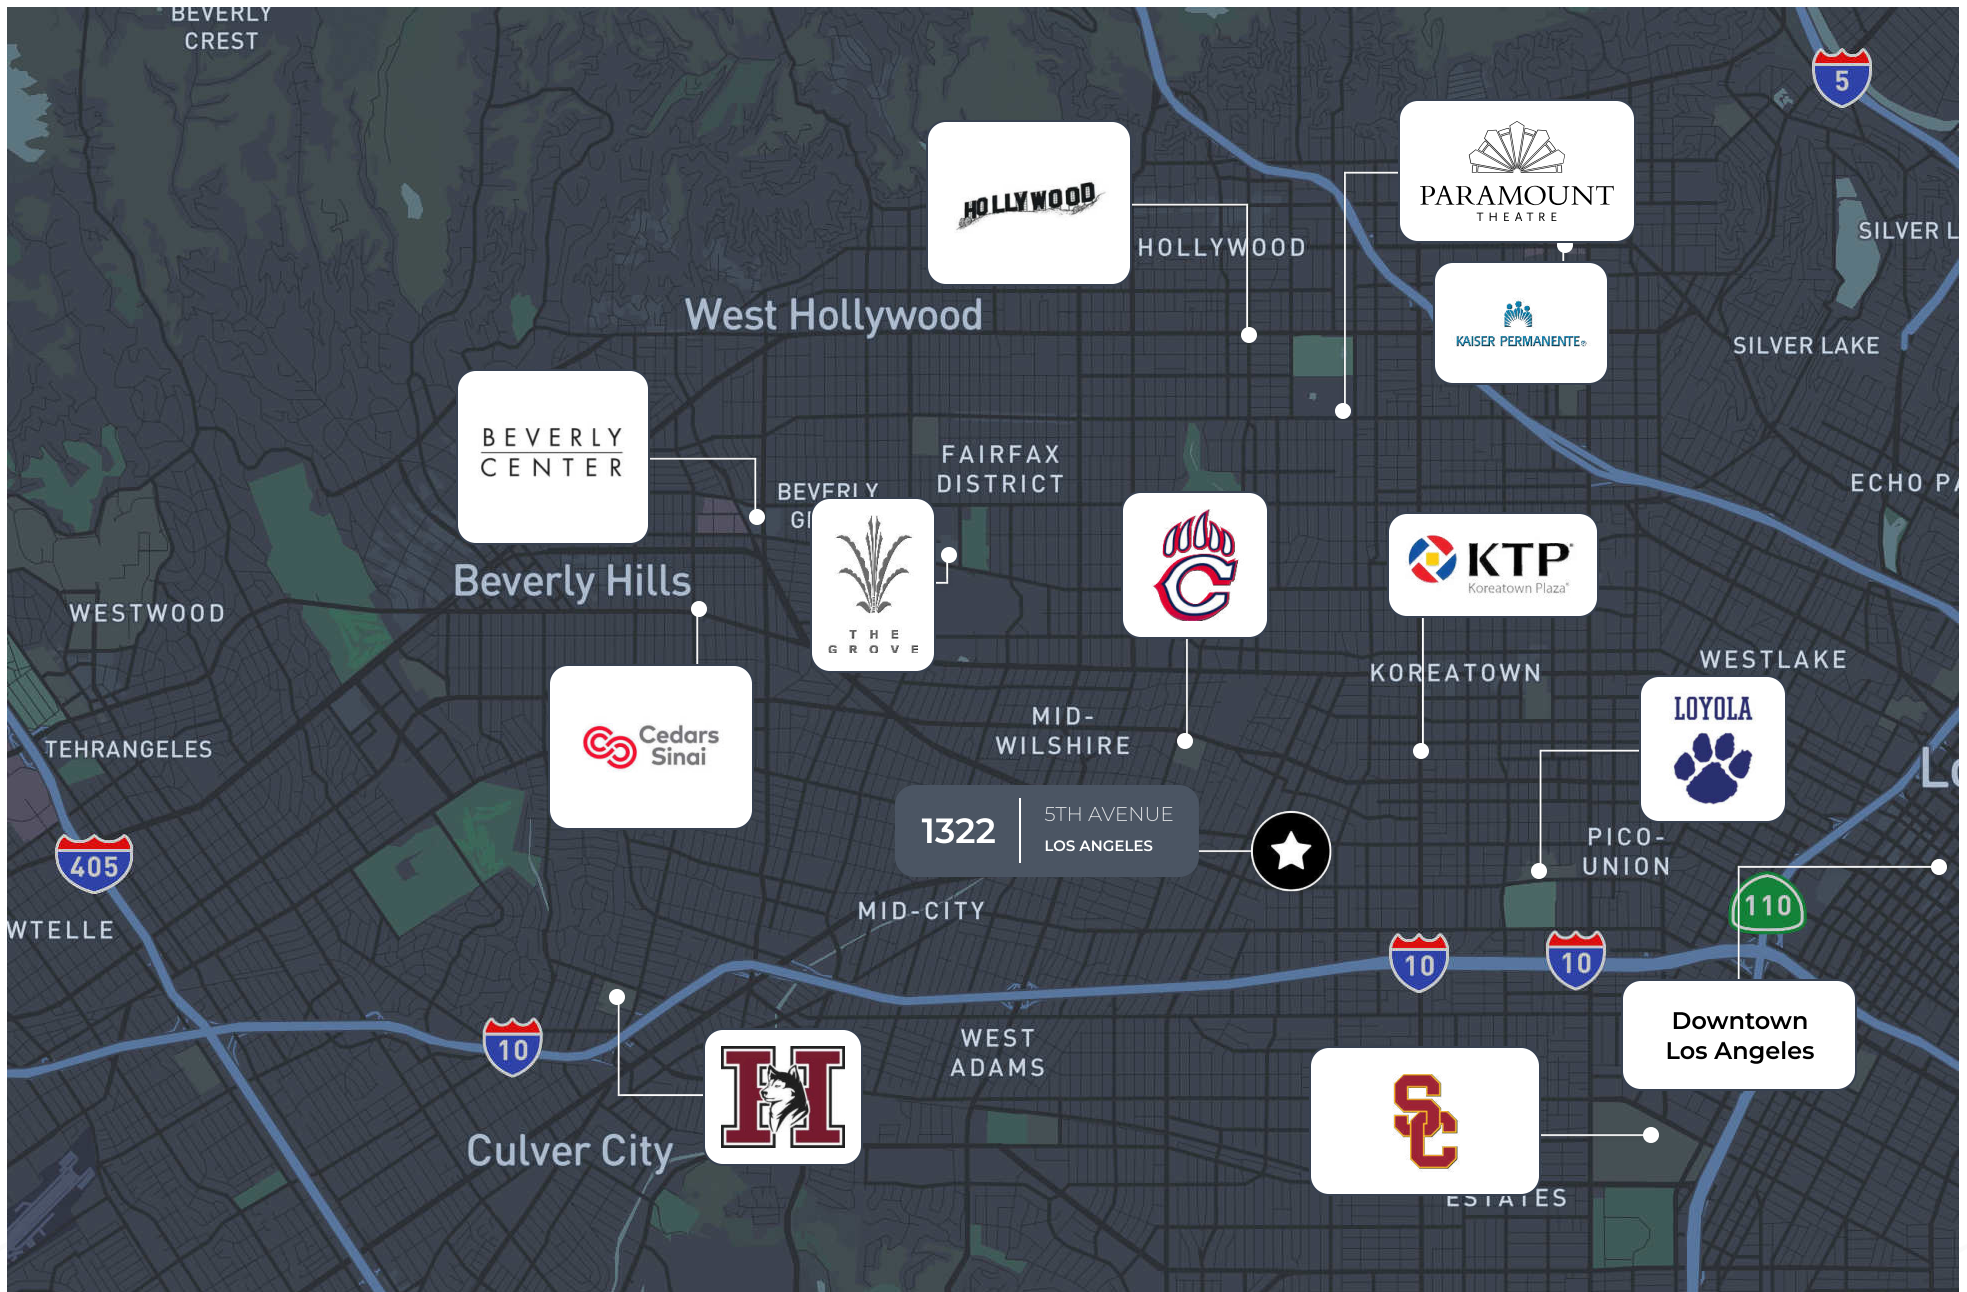 BEVERLY
CREST
5
HOLLYWOOD
PARAMOUNT
THEATRE
HOLLYWOOD
SILVER L
West Hollywood
KAISER PERMANENTE®
SILVER LAKE
BEVERLY
CENTER
FAIRFAX
DISTRICT
BEVERLY
THE
GROVE
C
KTP
Koreatown Plaza
ECHO PA
Beverly Hills
WESTWOOD
KOREATOWN
WESTLAKE
LOYOLA
MID-
WILSHIRE
TEHRANGELES
Cedars
Sinai
Lo
1322
5TH AVENUE
LOS ANGELES
PICO-
UNION
405
110
MID-CITY
WTELLE
10
10
10
WEST
ADAMS
Downtown
Los Angeles
H
SC
Culver City
ESTATES